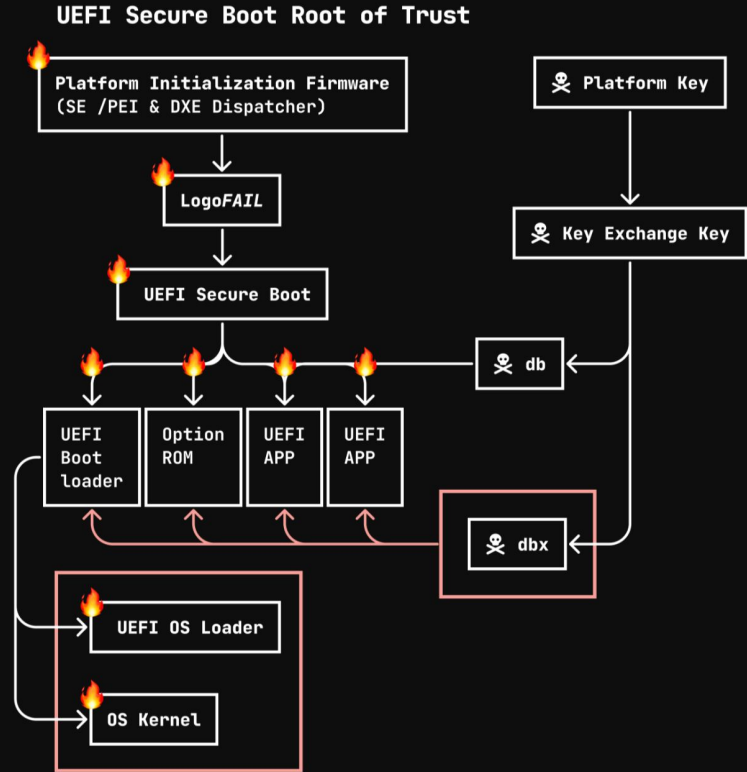 UEFI Secure Boot Root of Trust
Platform Initialization Firmware
(SE /PEI & DXE Dispatcher)
Platform Key
LogoFAIL
Key Exchange Key
UEFI Secure Boot
db
UEFI
Boot
loader
Option
ROM
UEFI
APP
UEFI
APP
dbx
UEFI OS Loader
OS Kernel